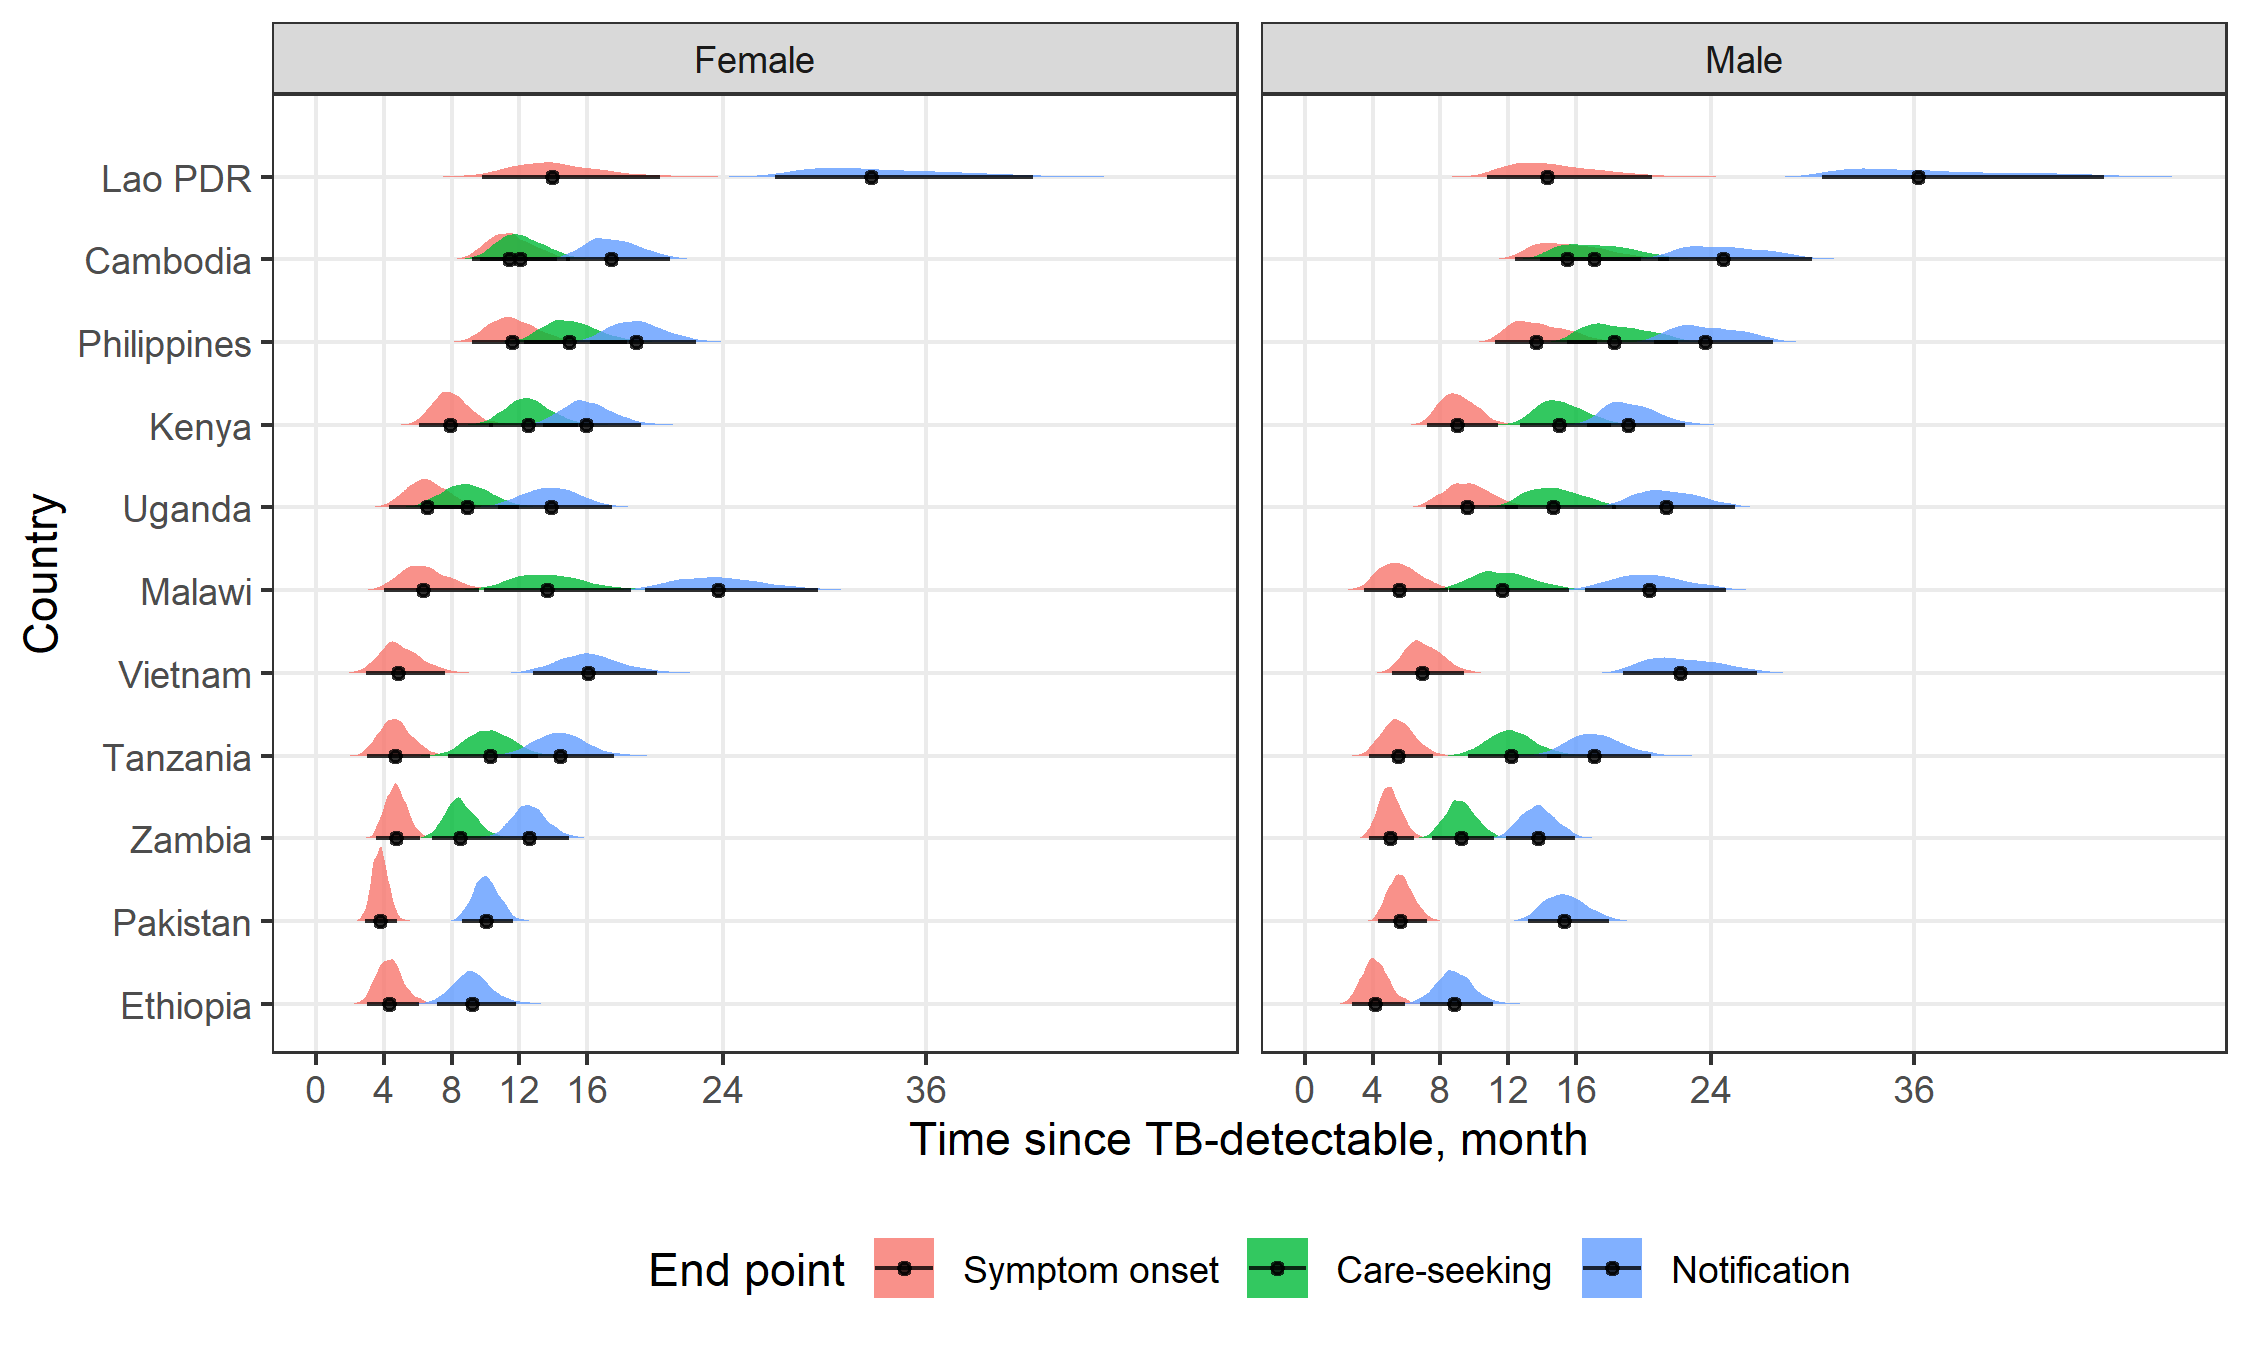 Female
Male
Country
Lao PDR
Cambodia
Philippines
Kenya
Uganda
Malawi
Vietnam
Tanzania
Zambia
Pakistan
Ethiopia
0 4 8 12 16 24 36
0 4 8 12 16 24 36
Time since TB-detectable, month
End point Symptom onset Care-seeking Notification